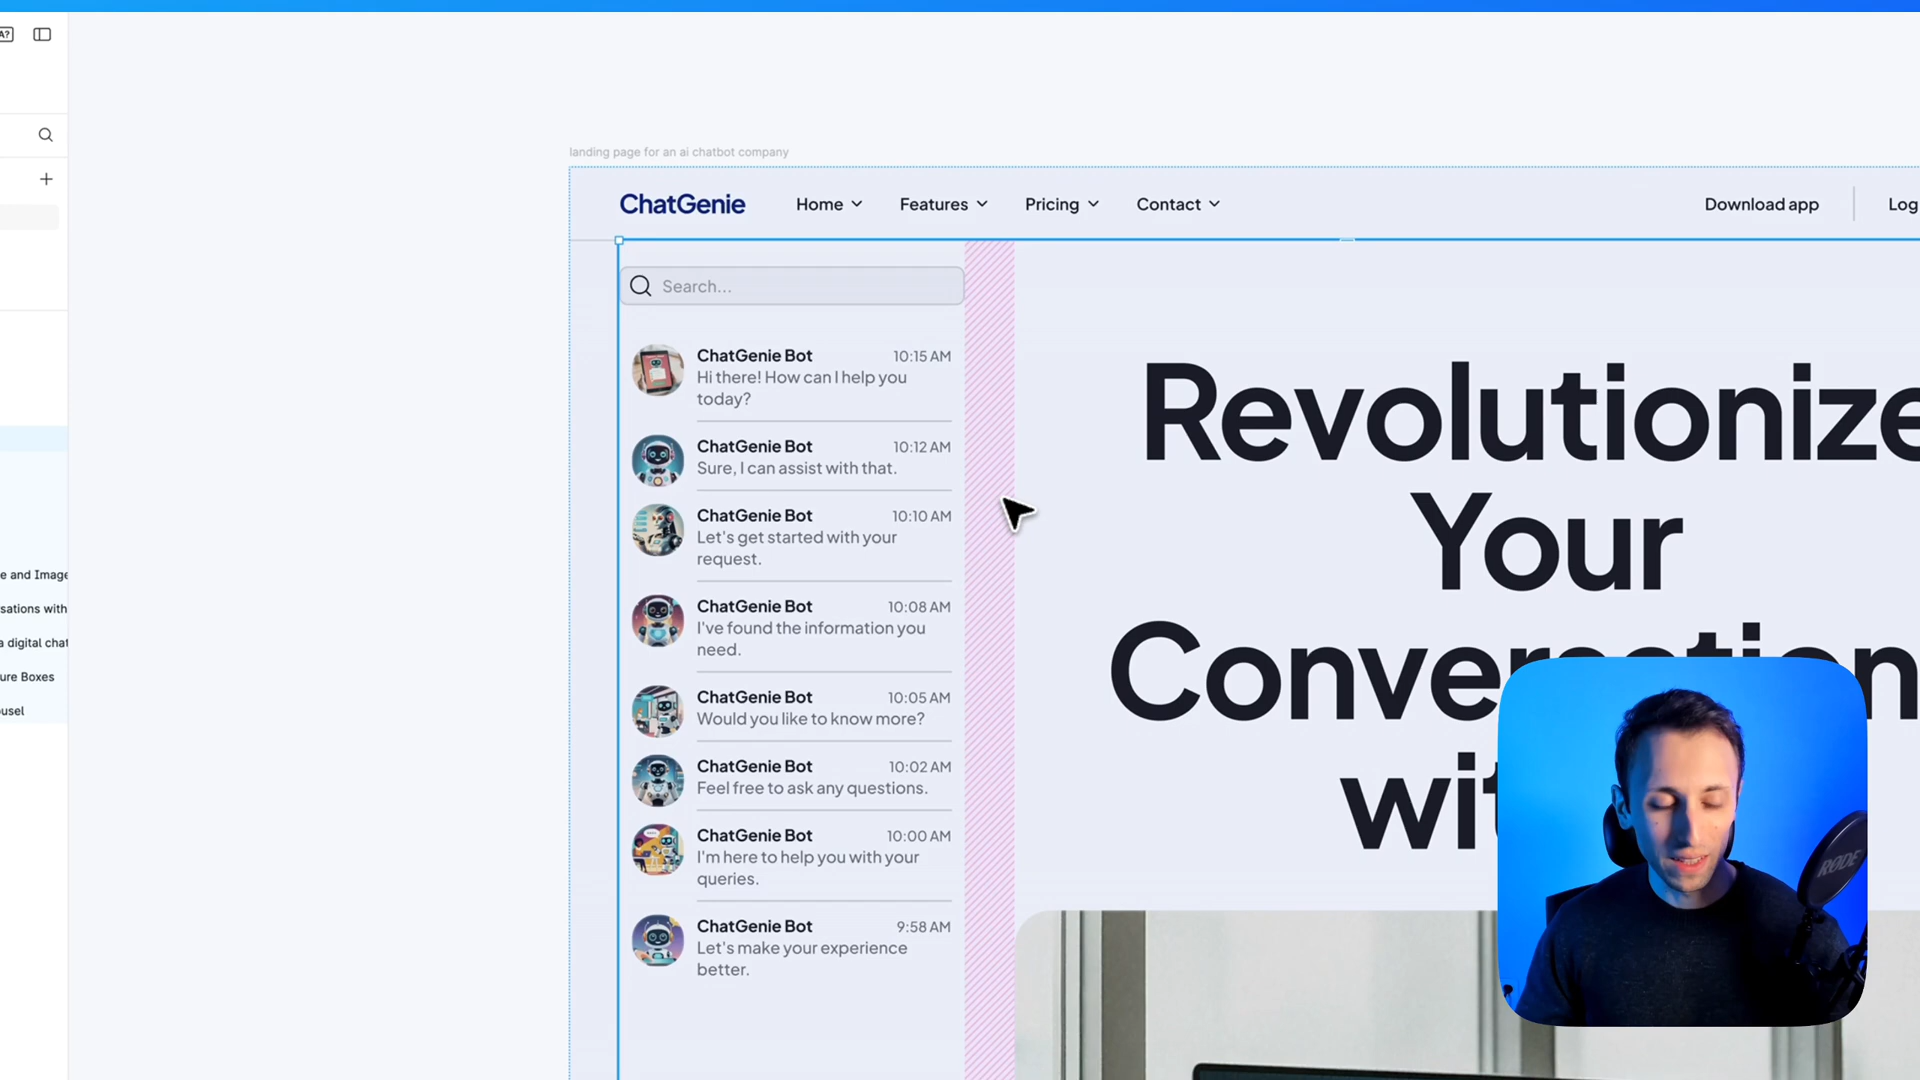 A?
landing page for an ai chatbot company
ChatGenie Home Features Pricing Contact Download app Log
Search...
ChatGenie Bot 10:15 AM
Hi there! How can I help you
today?
ChatGenie Bot 10:12 AM
Sure, I can assist with that.
ChatGenie Bot 10:10 AM
Let's get started with your
request.
ChatGenie Bot 10:08 AM
I've found the information you
need.
ChatGenie Bot 10:05 AM
Would you like to know more?
ChatGenie Bot 10:02 AM
Feel free to ask any questions.
ChatGenie Bot 10:00 AM
I'm here to help you with your
queries.
ChatGenie Bot 9:58 AM
Let's make your experience
better.
Revolutionize
Your
Conversation
wit
e and Image
sations with
a digital chat
ure Boxes
usel
RØDE